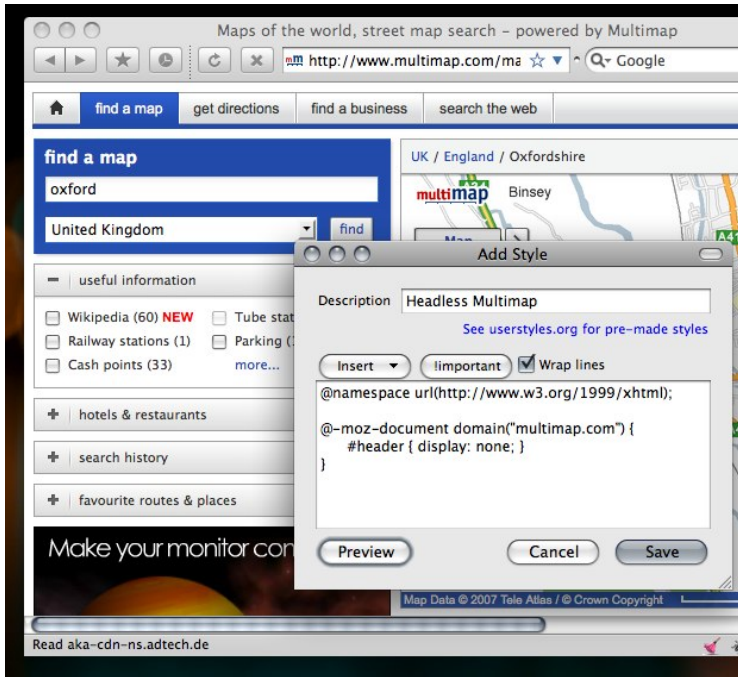 Maps of the world, street map search – powered by Multimap
http://www.multimap.com/ma
Google
find a map get directions find a business search the web
find a map
oxford
United Kingdom
find
UK / England / Oxfordshire
multimap
Binsey
Map
A41
useful information
Wikipedia (60) NEW
Tube stat
Railway stations (1)
Parking (
Cash points (33)
more...
hotels & restaurants
search history
favourite routes & places
Make your monitor con
Add Style
Description Headless Multimap
See userstyles.org for pre-made styles
Insert !important Wrap lines
@namespace url(http://www.w3.org/1999/xhtml);
@-moz-document domain("multimap.com") {
#header { display: none; }
}
Preview Cancel Save
Map Data © 2007 Tele Atlas / © Crown Copyright
Read aka-cdn-ns.adtech.de